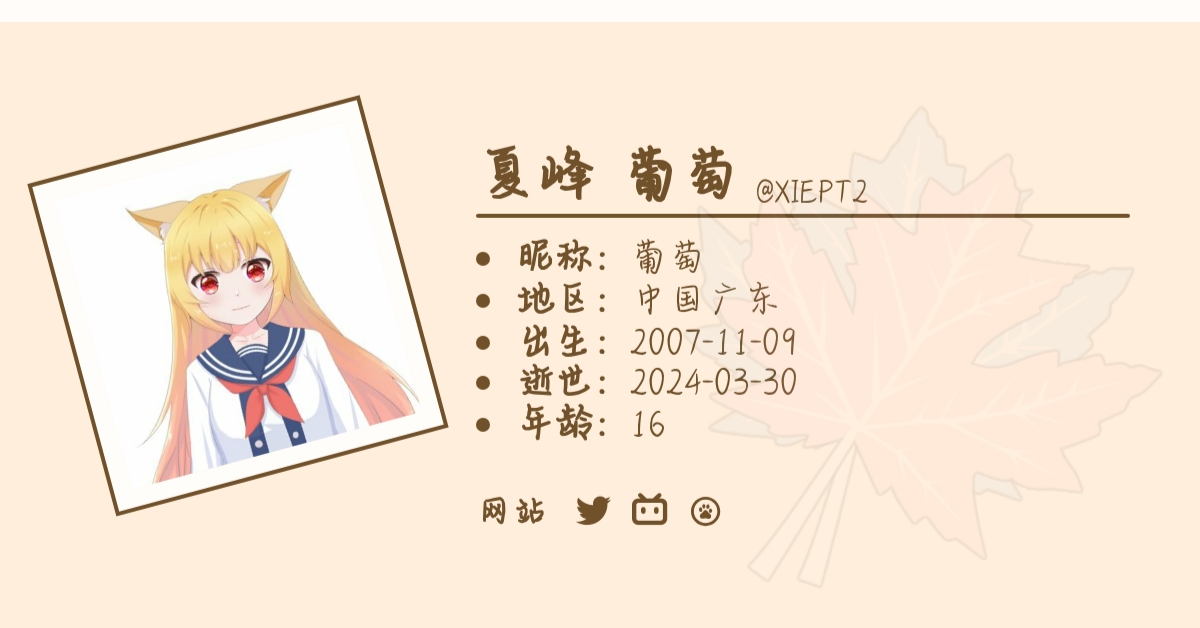 夏峰 葡萄 @XIEPT2
昵称： 葡萄
地区： 中国广东
出生： 2007-11-09
逝世： 2024-03-30
年龄： 16
网站